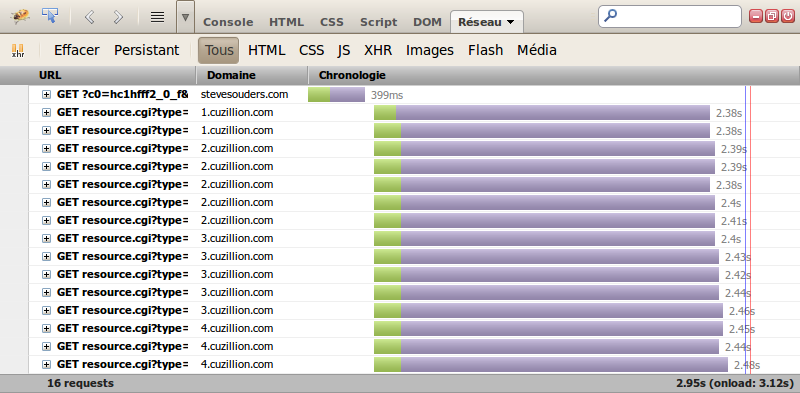 Console HTML CSS Script DOM Réseau
xhr Effacer Persistant Tous HTML CSS JS XHR Images Flash Média
URL Domaine Chronologie
GET ?c0=hc1hfff2_0_f& stevesouders.com 399ms
GET resource.cgi?type= 1.cuzillion.com 2.38s
GET resource.cgi?type= 1.cuzillion.com 2.38s
GET resource.cgi?type= 2.cuzillion.com 2.39s
GET resource.cgi?type= 2.cuzillion.com 2.39s
GET resource.cgi?type= 2.cuzillion.com 2.38s
GET resource.cgi?type= 2.cuzillion.com 2.4s
GET resource.cgi?type= 2.cuzillion.com 2.41s
GET resource.cgi?type= 3.cuzillion.com 2.4s
GET resource.cgi?type= 3.cuzillion.com 2.43s
GET resource.cgi?type= 3.cuzillion.com 2.42s
GET resource.cgi?type= 3.cuzillion.com 2.44s
GET resource.cgi?type= 3.cuzillion.com 2.46s
GET resource.cgi?type= 4.cuzillion.com 2.45s
GET resource.cgi?type= 4.cuzillion.com 2.44s
GET resource.cgi?type= 4.cuzillion.com 2.48s
16 requests 2.95s (onload: 3.12s)